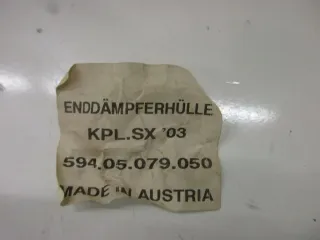 ENDDÄMPFERHÜLLE
KPL.SX '03
594.05.079.050
MADE IN AUSTRIA